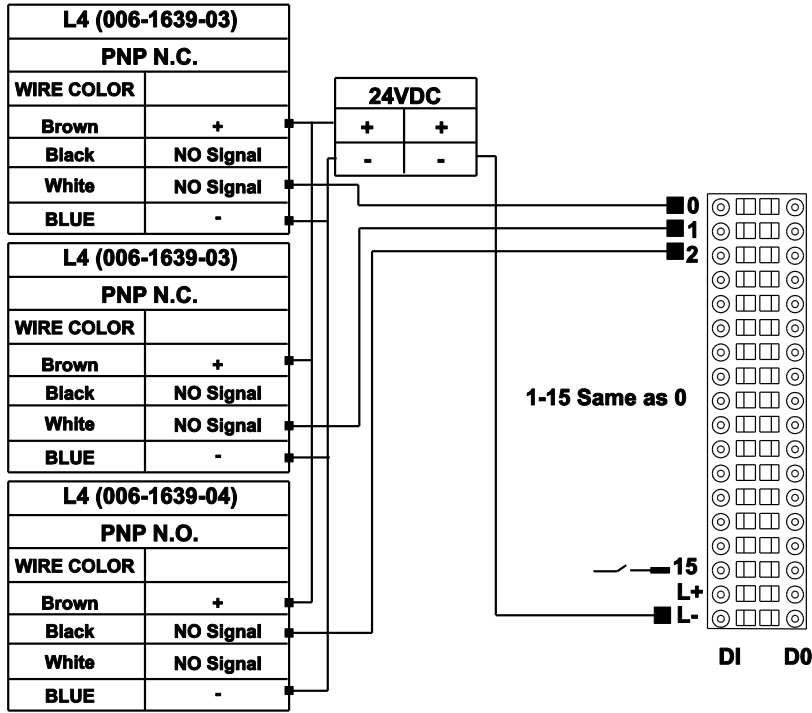 L4 (006-1639-03)
PNP N.C.
WIRE COLOR
Brown +
Black NO Signal
White NO Signal
BLUE -
L4 (006-1639-03)
PNP N.C.
WIRE COLOR
Brown +
Black NO Signal
White NO Signal
BLUE -
L4 (006-1639-04)
PNP N.O.
WIRE COLOR
Brown +
Black NO Signal
White NO Signal
BLUE -
24VDC
+ +
- -
0
1
2
1-15 Same as 0
15
L+
L-
DI D0